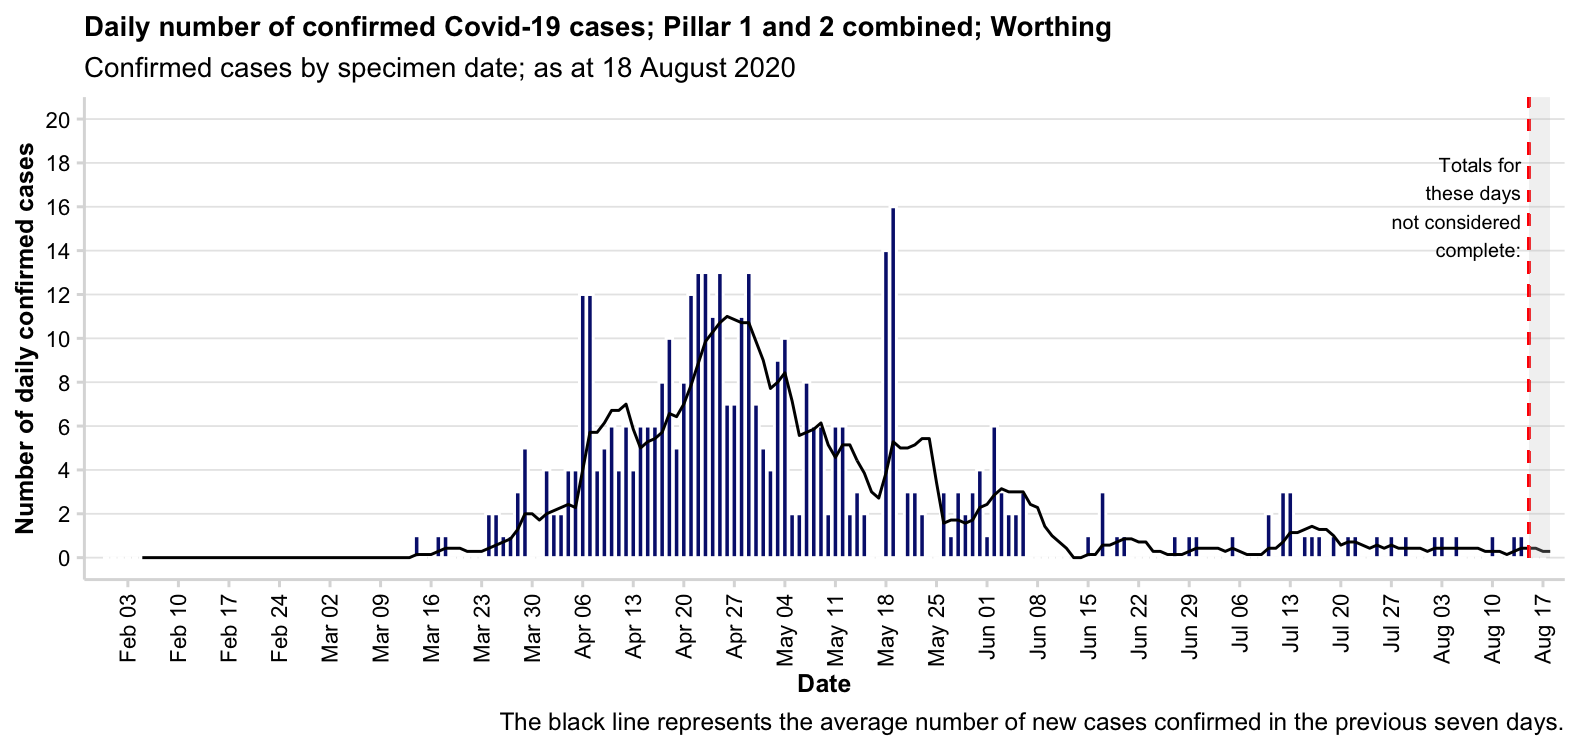 Daily number of confirmed Covid-19 cases; Pillar 1 and 2 combined; Worthing
Confirmed cases by specimen date; as at 18 August 2020
Number of daily confirmed cases
20
18
16
14
12
10
8
6
4
2
0
Totals for
these days
not considered
complete:
Feb 03
Feb 10
Feb 17
Feb 24
Mar 02
Mar 09
Mar 16
Mar 23
Mar 30
Apr 06
Apr 13
Apr 20
Apr 27
May 04
May 11
May 18
May 25
Jun 01
Jun 08
Jun 15
Jun 22
Jun 29
Jul 06
Jul 13
Jul 20
Jul 27
Aug 03
Aug 10
Aug 17
Date
The black line represents the average number of new cases confirmed in the previous seven days.